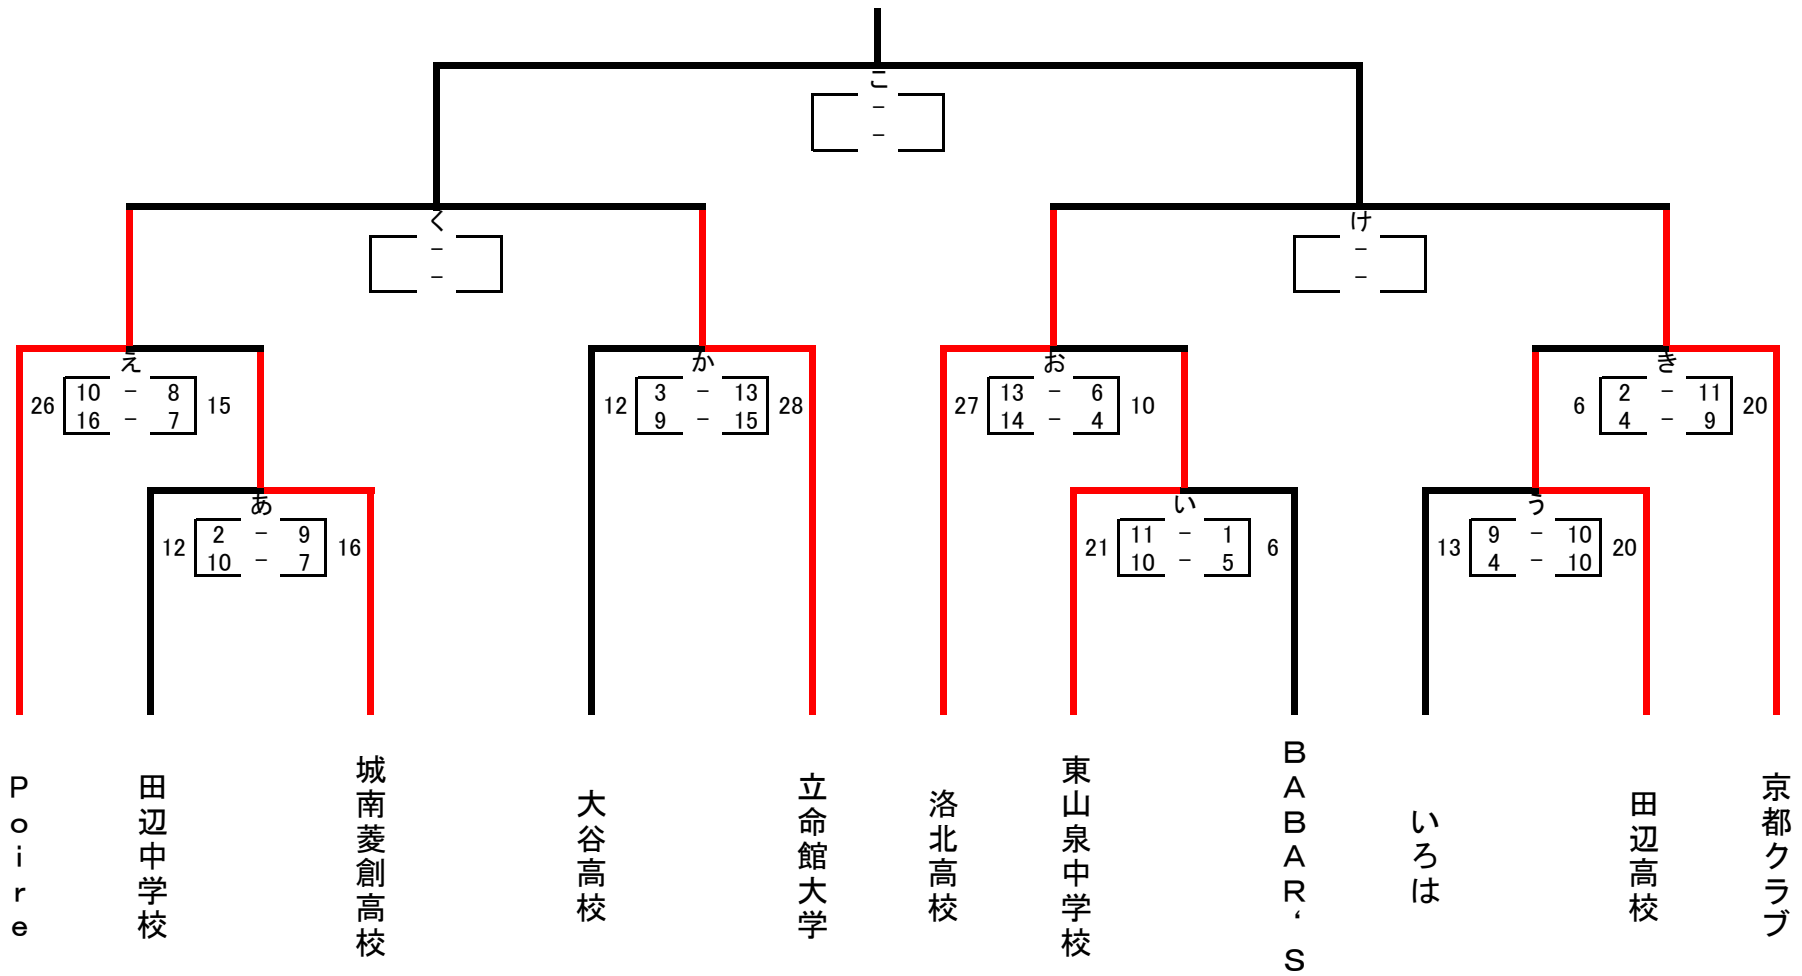 こ
-
-
く
-
-
け
-
-
え
26 10 - 8 15
16 - 7
か
12 3 - 13 28
9 - 15
お
27 13 - 6 10
14 - 4
き
6 2 - 11 20
4 - 9
あ
12 2 - 9 16
10 - 7
い
21 11 - 1 6
10 - 5
う
13 9 - 10 20
4 - 10
Poire
田辺中学校
城南菱創高校
大谷高校
立命館大学
洛北高校
東山泉中学校
BABAR‘S
いろは
田辺高校
京都クラブ